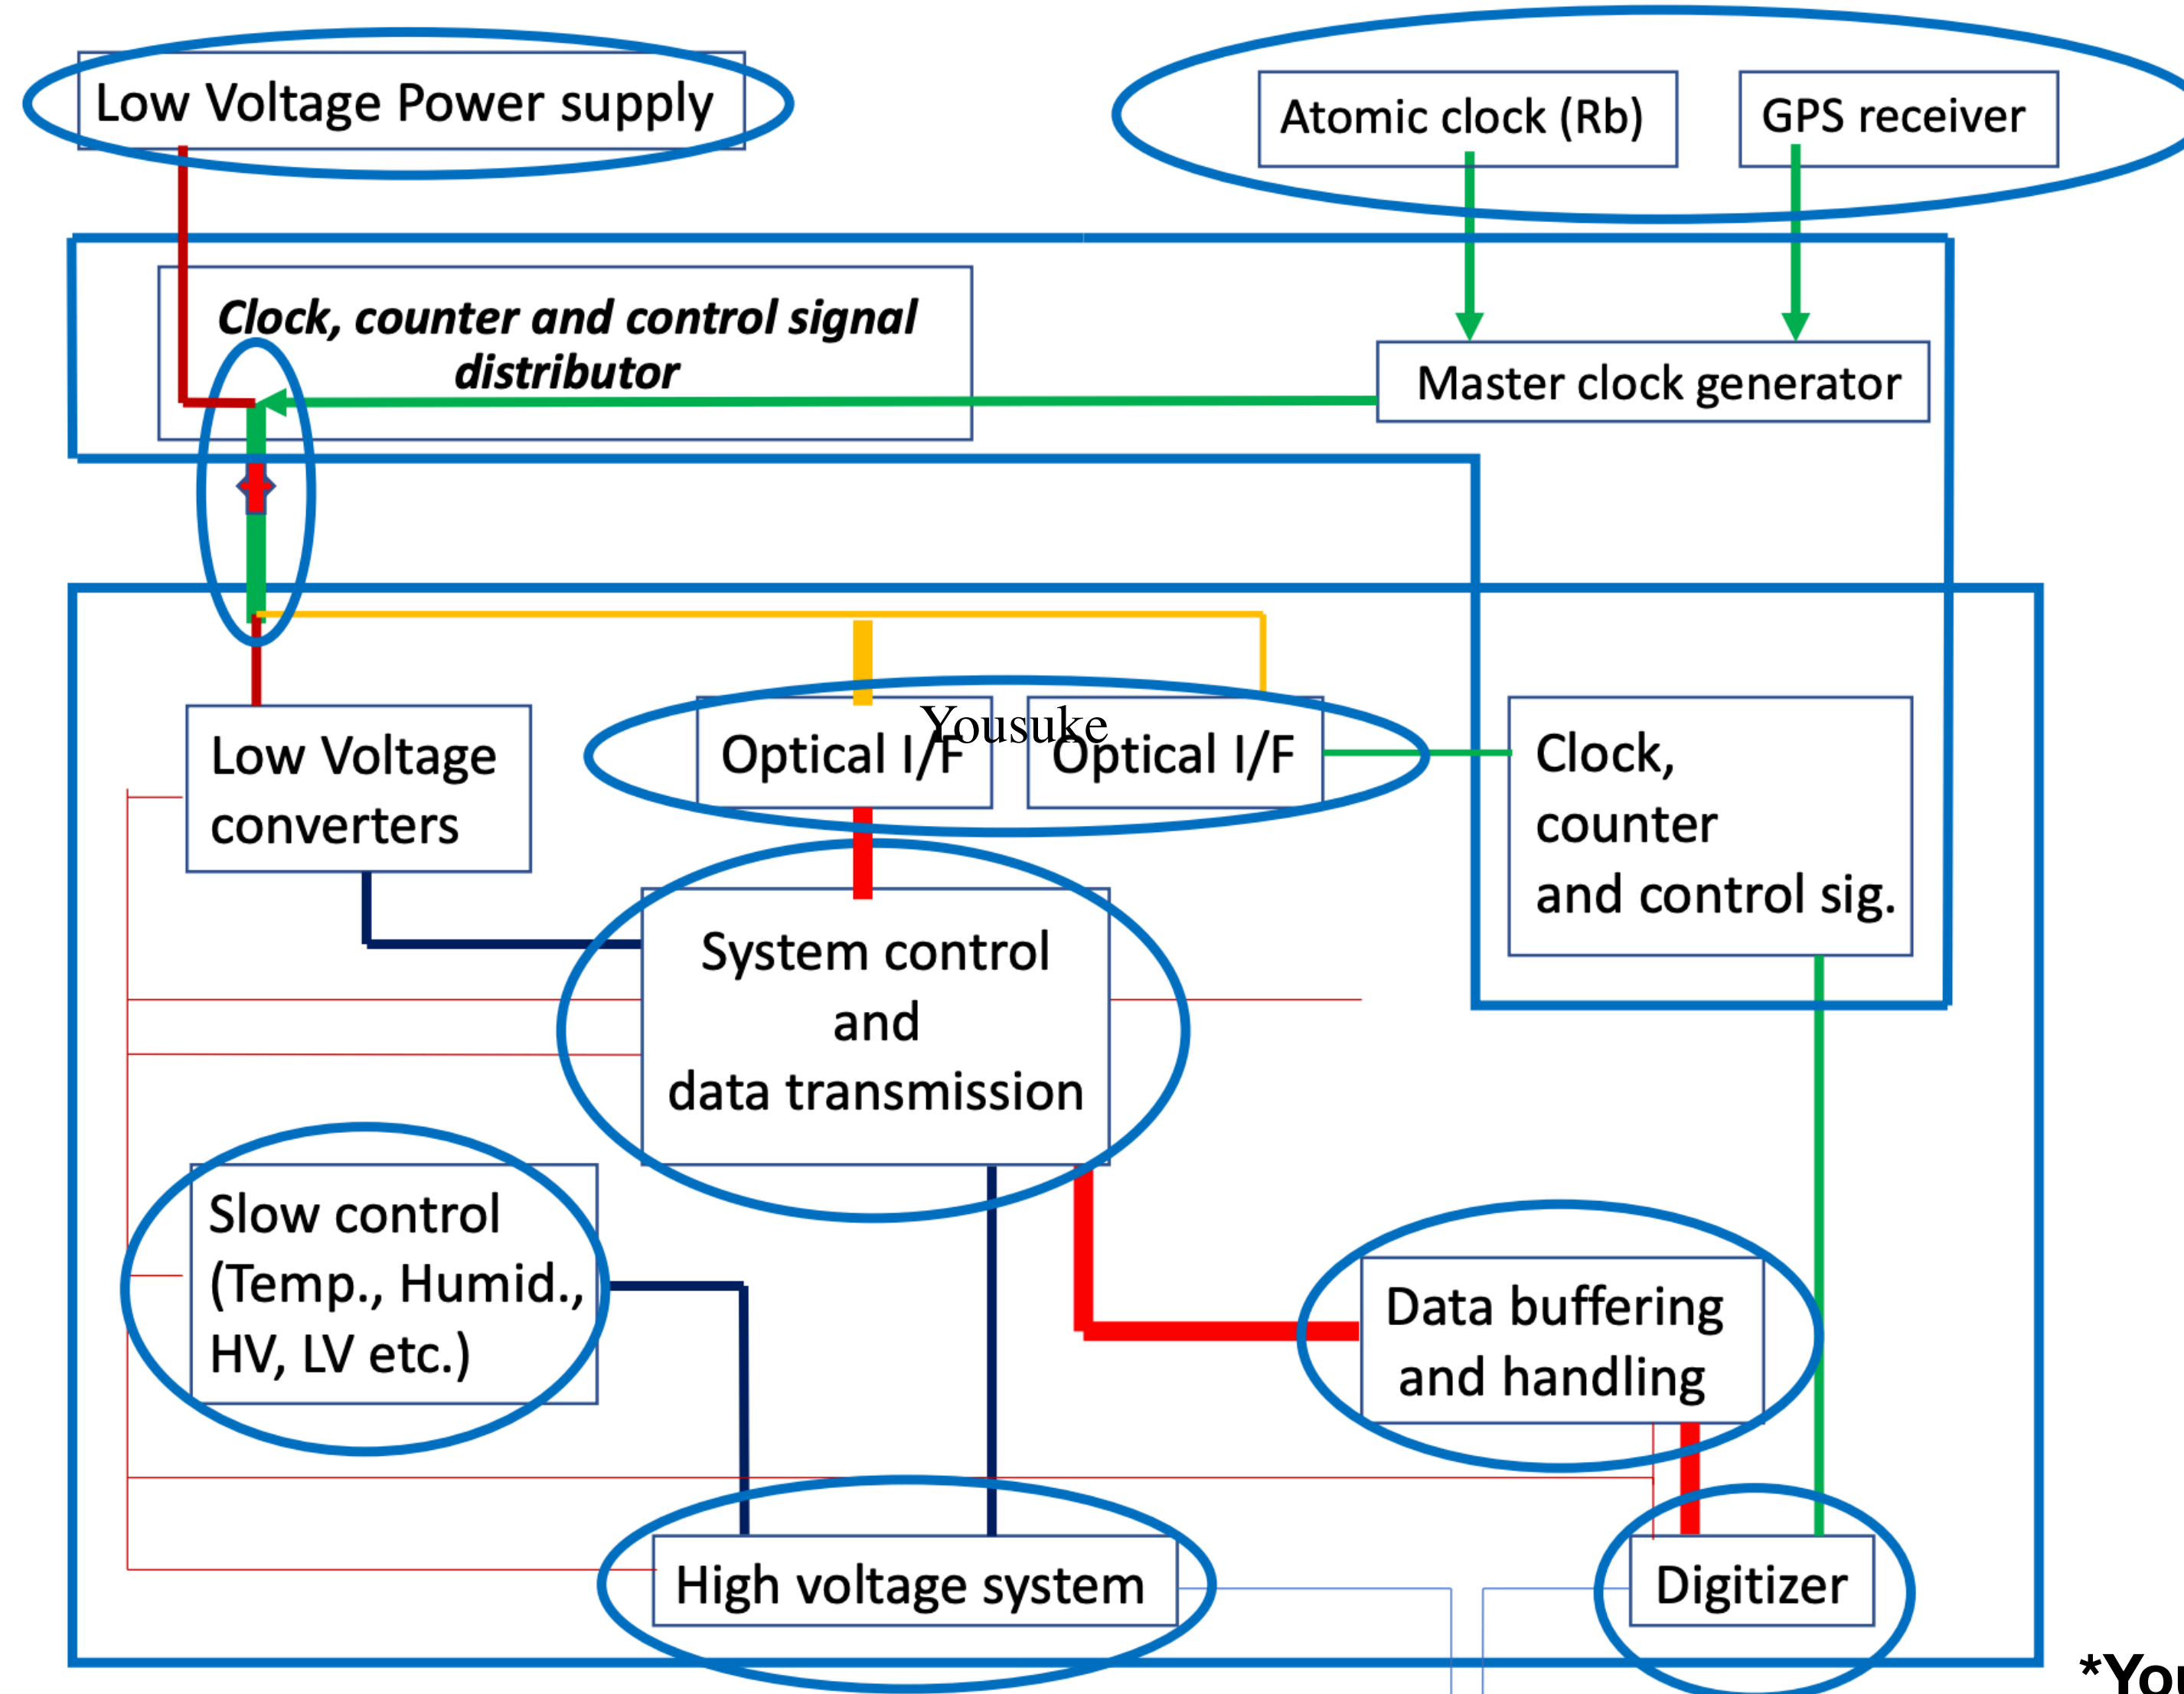 Low Voltage Power supply
Atomic clock (Rb)
GPS receiver
Clock, counter and control signal
distributor
Master clock generator
Yousuke
Optical I/F
Optical I/F
Low Voltage
converters
Clock,
counter
and control sig.
System control
and
data transmission
Slow control
(Temp., Humid.,
HV, LV etc.)
Data buffering
and handling
High voltage system
Digitizer